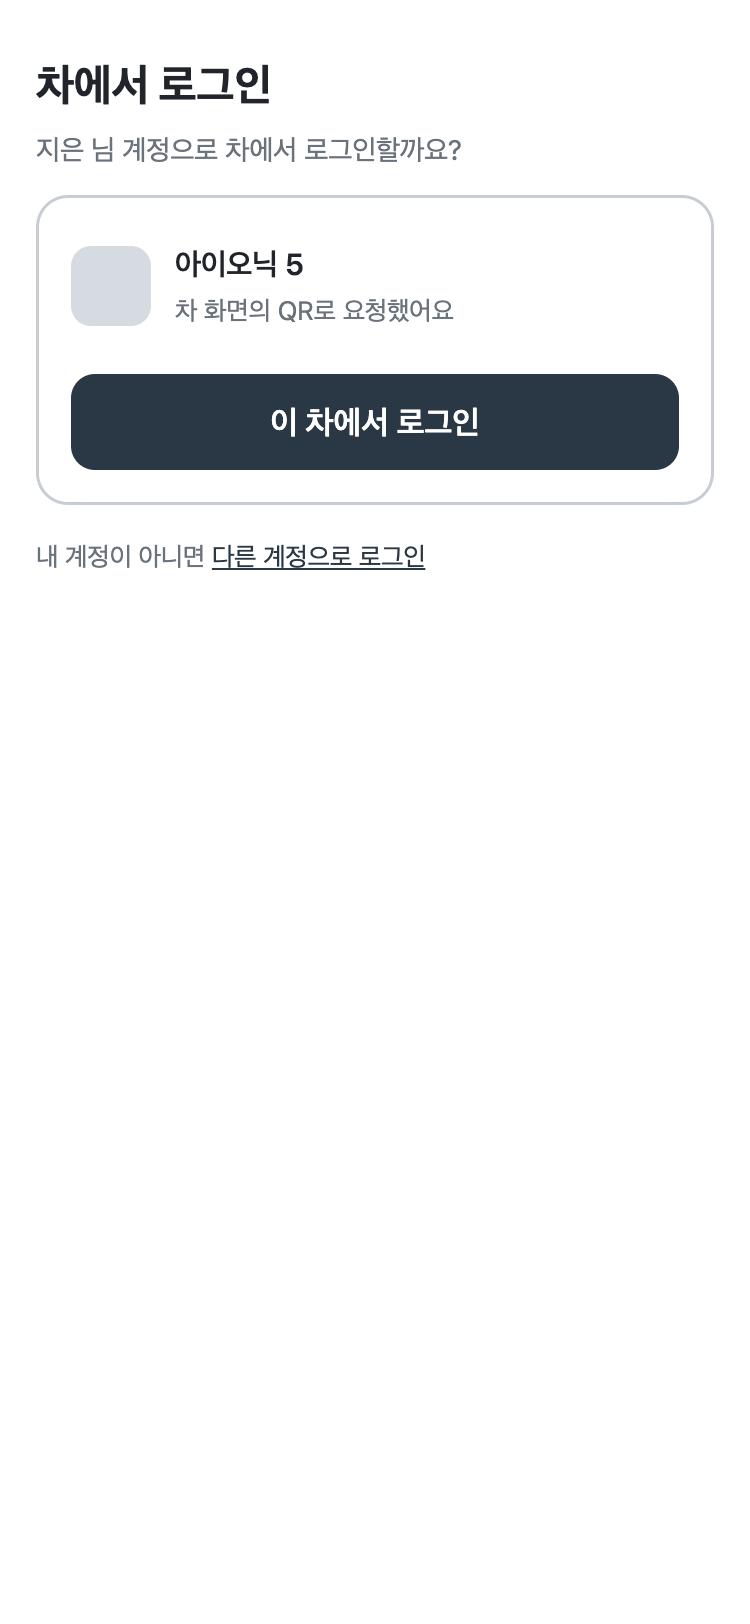 차에서 로그인
지은 님 계정으로 차에서 로그인할까요?
아이오닉 5
차 화면의 QR로 요청했어요
이 차에서 로그인
내 계정이 아니면 다른 계정으로 로그인